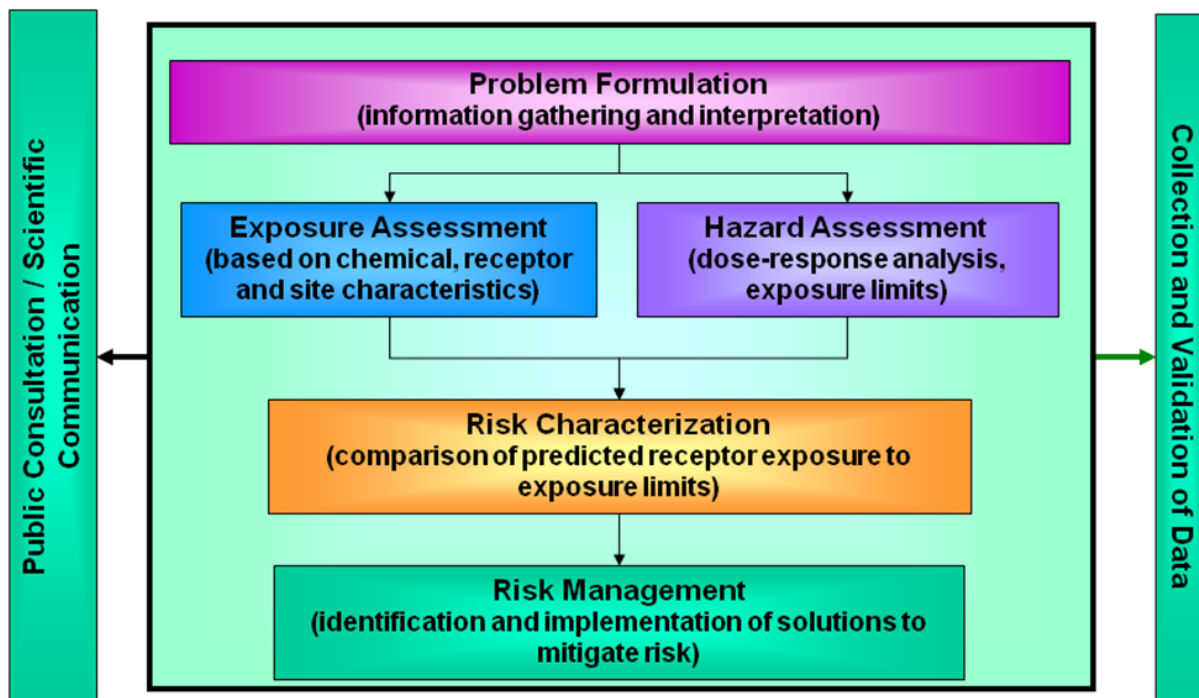 Public Consultation / Scientific
Communication
Problem Formulation
(information gathering and interpretation)
Exposure Assessment
(based on chemical, receptor
and site characteristics)
Hazard Assessment
(dose-response analysis,
exposure limits)
Risk Characterization
(comparison of predicted receptor exposure to
exposure limits)
Risk Management
(identification and implementation of solutions to
mitigate risk)
Collection and Validation of Data